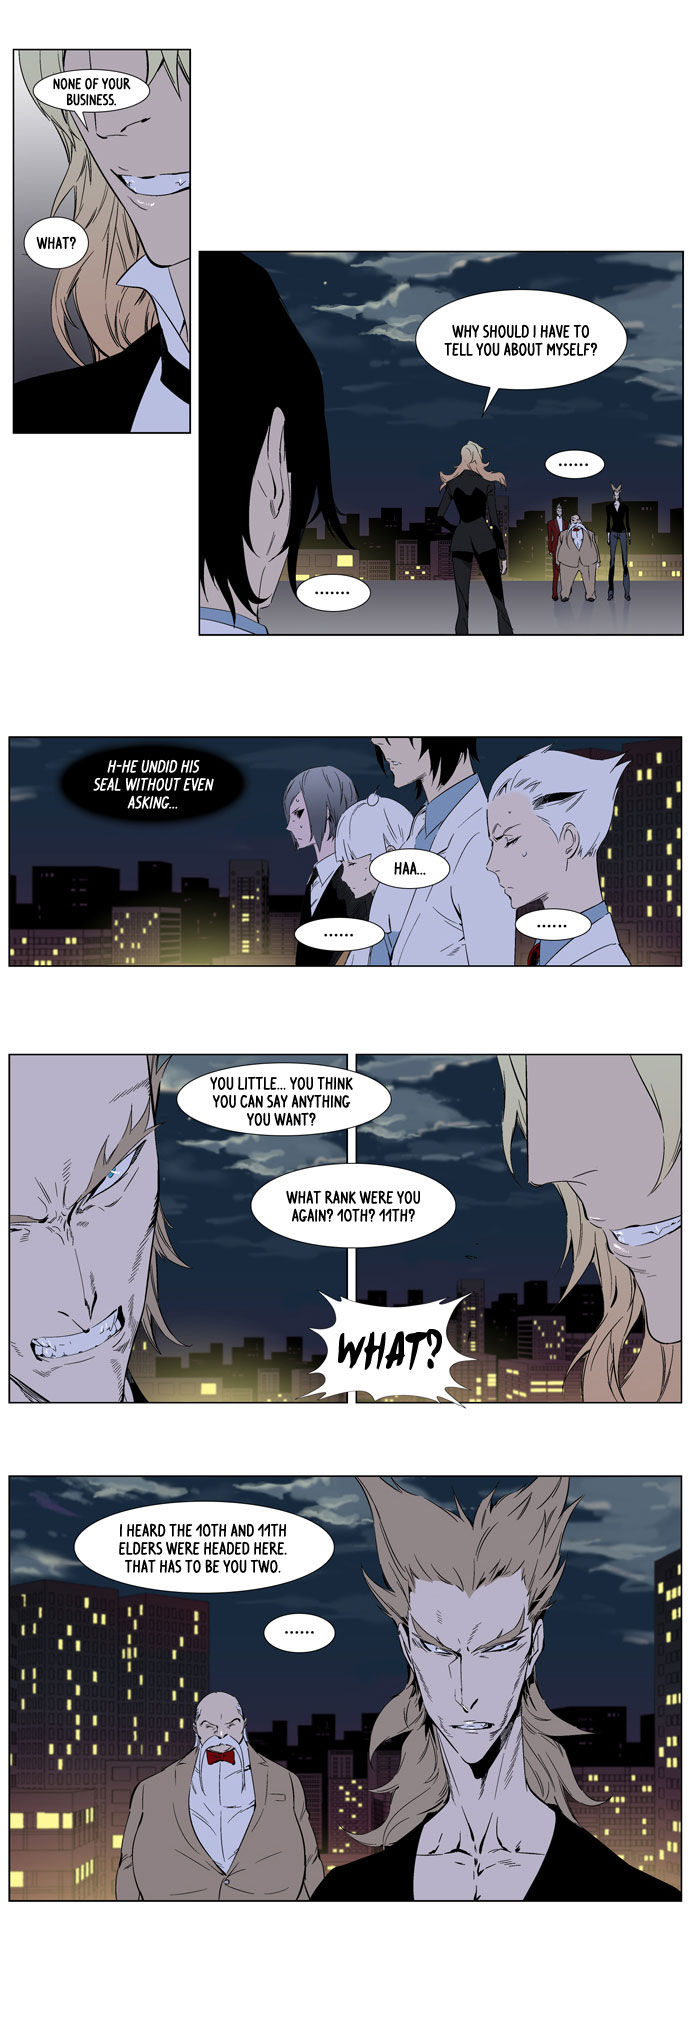 NONE OF YOUR
BUSINESS.
WHAT?
WHY SHOULD I HAVE TO
TELL YOU ABOUT MYSELF?
......
.......
H-HE UNDID HIS
SEAL WITHOUT EVEN
ASKING...
HAA...
......
......
YOU LITTLE... YOU THINK
YOU CAN SAY ANYTHING
YOU WANT?
WHAT RANK WERE YOU
AGAIN? 10TH? 11TH?
WHAT?
I HEARD THE 10TH AND 11TH
ELDERS WERE HEADED HERE.
THAT HAS TO BE YOU TWO.
......